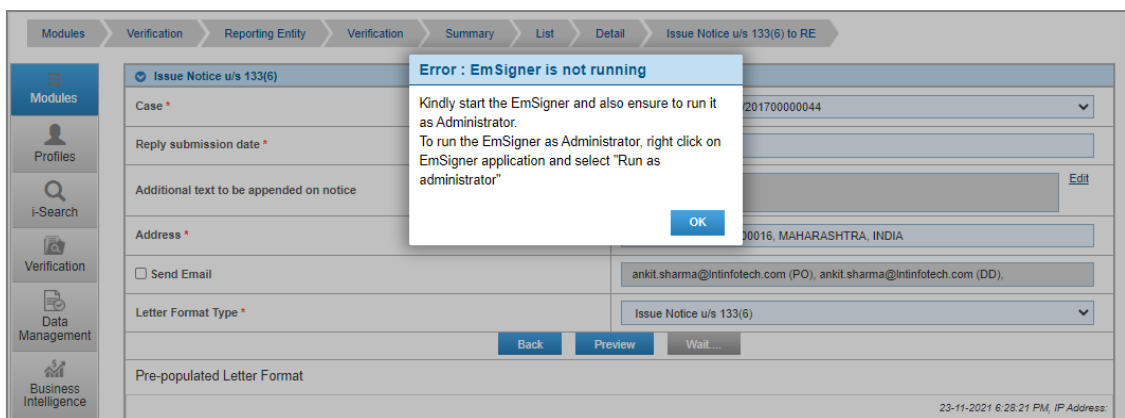 Modules Verification Reporting Entity Verification Summary List Detail Issue Notice u/s 133(6) to RE
Modules
Profiles
i-Search
Verification
Data
Management
Business
Intelligence
Issue Notice u/s 133(6)
Case *
/201700000044
Reply submission date *
Additional text to be appended on notice
Edit
Address *
00016, MAHARASHTRA, INDIA
Send Email
ankit.sharma@lntinfotech.com (PO), ankit.sharma@lntinfotech.com (DD),
Letter Format Type *
Issue Notice u/s 133(6)
Back Preview Wait....
Pre-populated Letter Format
23-11-2021 6:28:21 PM, IP Address:
Error : EmSigner is not running
Kindly start the EmSigner and also ensure to run it
as Administrator.
To run the EmSigner as Administrator, right click on
EmSigner application and select "Run as
administrator"
OK